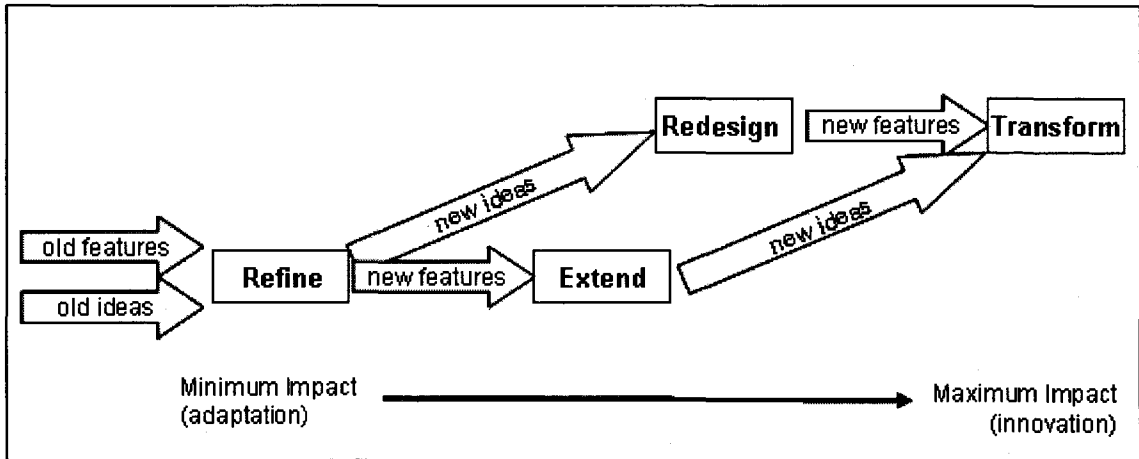 Redesign
new features
Transform
new ideas
new ideas
old features
Refine
new features
Extend
old ideas
Minimum Impact
(adaptation)
Maximum Impact
(innovation)